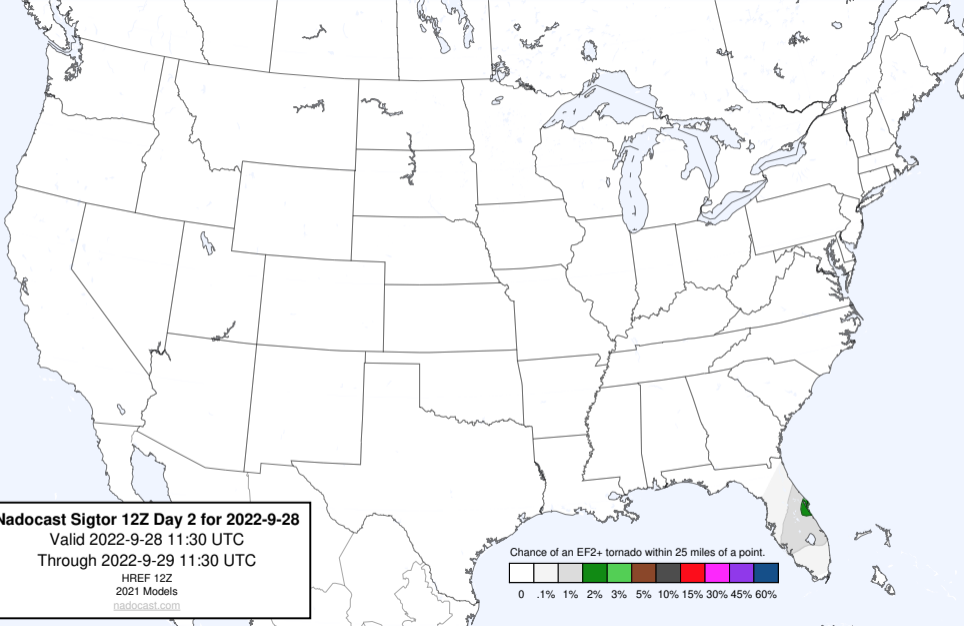 Nadocast Sigtor 12Z Day 2 for 2022-9-28
Valid 2022-9-28 11:30 UTC
Through 2022-9-29 11:30 UTC
HREF 12Z
2021 Models
nadocast.com
Chance of an EF2+ tornado within 25 miles of a point.
0 .1% 1% 2% 3% 5% 10% 15% 30% 45% 60%